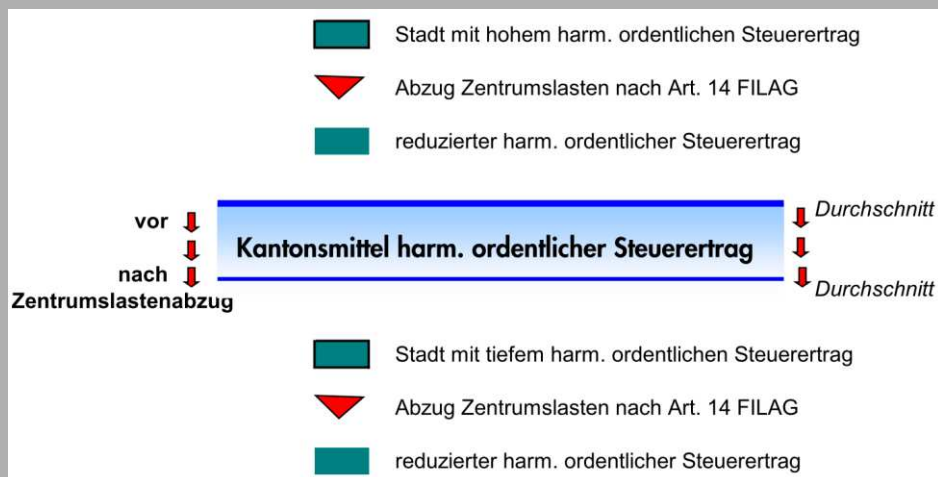 Stadt mit hohem harm. ordentlichen Steuerertrag
Abzug Zentrumslasten nach Art. 14 FILAG
reduzierter harm. ordentlicher Steuerertrag
vor
Durchschnitt
Kantonsmittel harm. ordentlicher Steuerertrag
nach
Zentrumslastenabzug
Durchschnitt
Stadt mit tiefem harm. ordentlichen Steuerertrag
Abzug Zentrumslasten nach Art. 14 FILAG
reduzierter harm. ordentlicher Steuerertrag